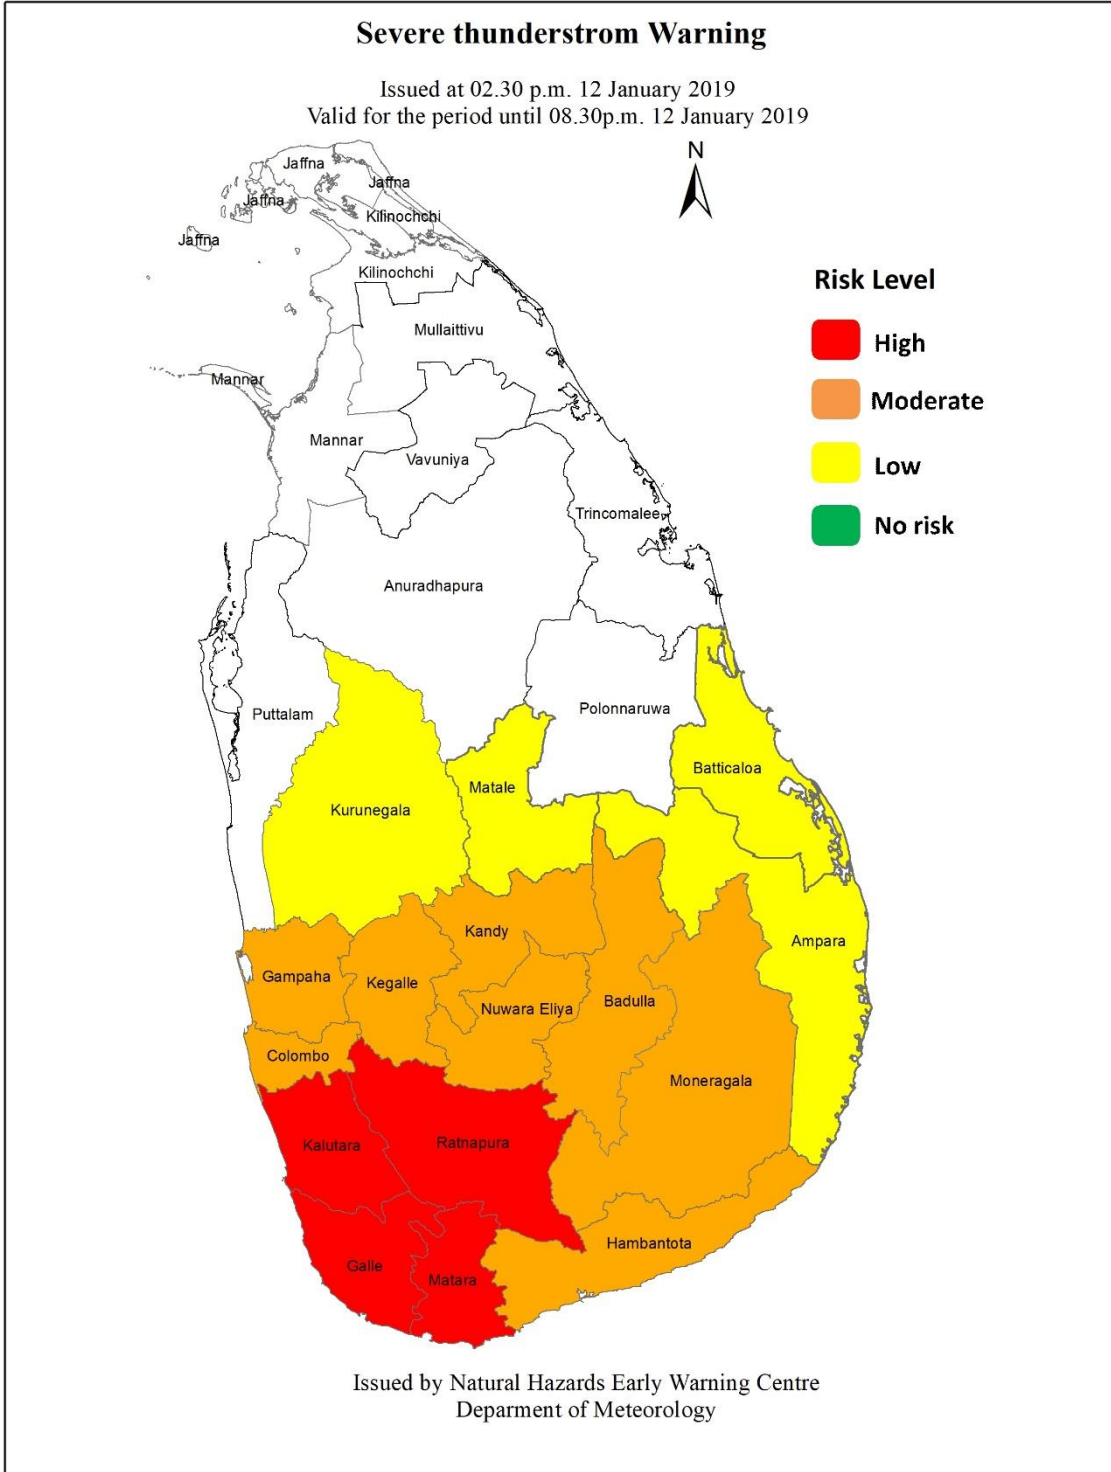 Severe thunderstrom Warning
Issued at 02.30 p.m. 12 January 2019
Valid for the period until 08.30p.m. 12 January 2019
N
Jaffna
Jaffna
Jaffna
Kilinochchi
Jaffna
Kilinochchi
Risk Level
Mullaittivu
High
Mannar
Moderate
Mannar
Vavuniya
Low
Trincomalee
No risk
Anuradhapura
Polonnaruwa
Puttalam
Batticaloa
Matale
Kurunegala
Kandy
Ampara
Gampaha
Kegalle
Badulla
Nuwara Eliya
Colombo
Moneragala
Ratnapura
Kalutara
Hambantota
Galle
Matara
Issued by Natural Hazards Early Warning Centre
Deparment of Meteorology